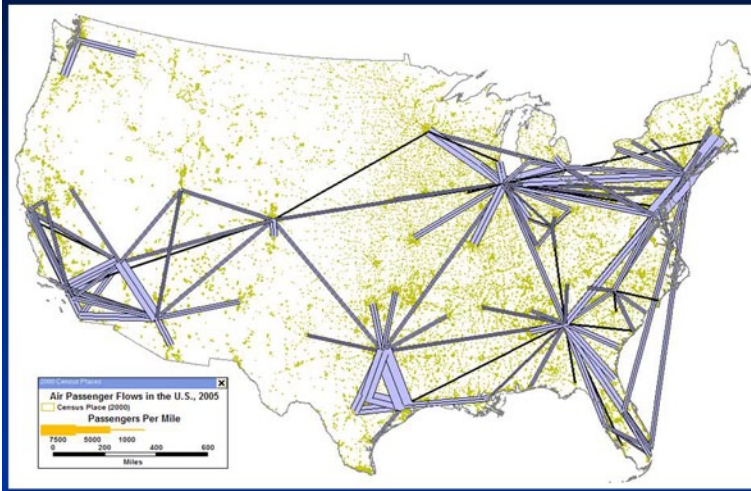 2000 Census Places
Air Passenger Flows in the U.S., 2005
Census Place (2000)
Passengers Per Mile
7500 5000 1000
0 200 400 600
Miles